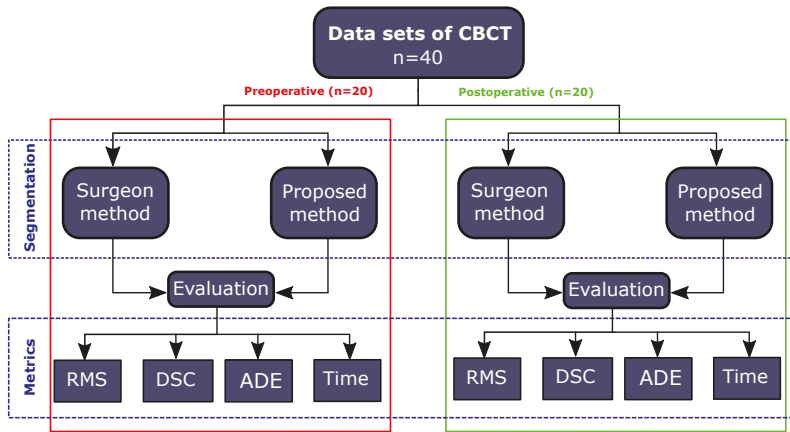 Data sets of CBCT
n=40
Preoperative (n=20)
Postoperative (n=20)
Segmentation
Surgeon
method
Proposed
method
Surgeon
method
Proposed
method
Evaluation
Evaluation
Metrics
RMS
DSC
ADE
Time
RMS
DSC
ADE
Time